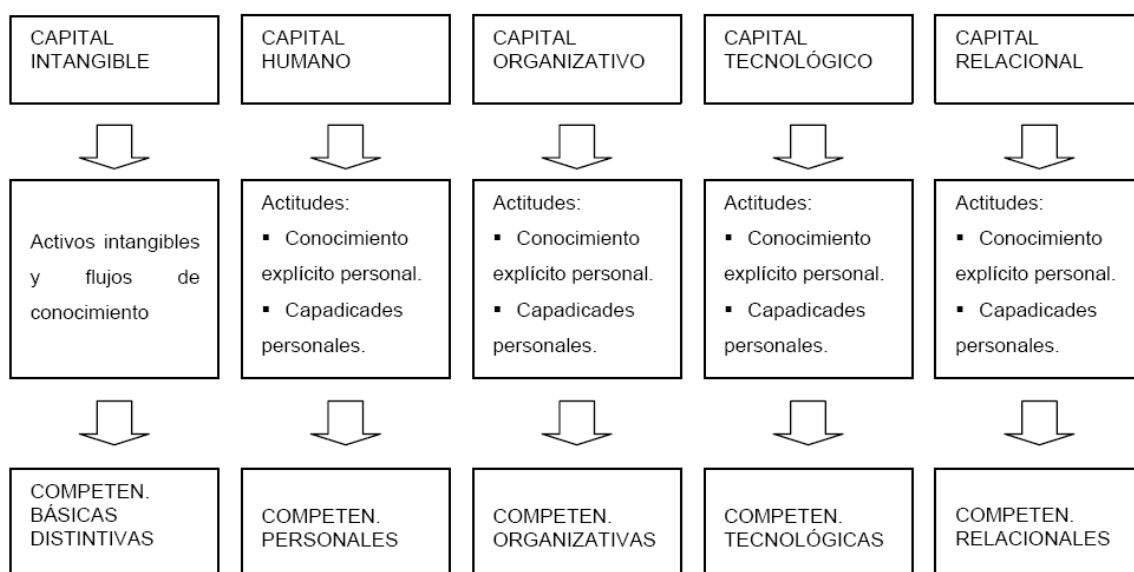 CAPITAL
INTANGIBLE
CAPITAL
HUMANO
CAPITAL
ORGANIZATIVO
CAPITAL
TECNOLÓGICO
CAPITAL
RELACIONAL
Activos intangibles
y flujos de
conocimiento
Actitudes:
▪ Conocimiento
explícito personal.
▪ Capadicades
personales.
Actitudes:
▪ Conocimiento
explícito personal.
▪ Capadicades
personales.
Actitudes:
▪ Conocimiento
explícito personal.
▪ Capadicades
personales.
Actitudes:
▪ Conocimiento
explícito personal.
▪ Capadicades
personales.
COMPETEN.
BÁSICAS
DISTINTIVAS
COMPETEN.
PERSONALES
COMPETEN.
ORGANIZATIVAS
COMPETEN.
TECNOLÓGICAS
COMPETEN.
RELACIONALES